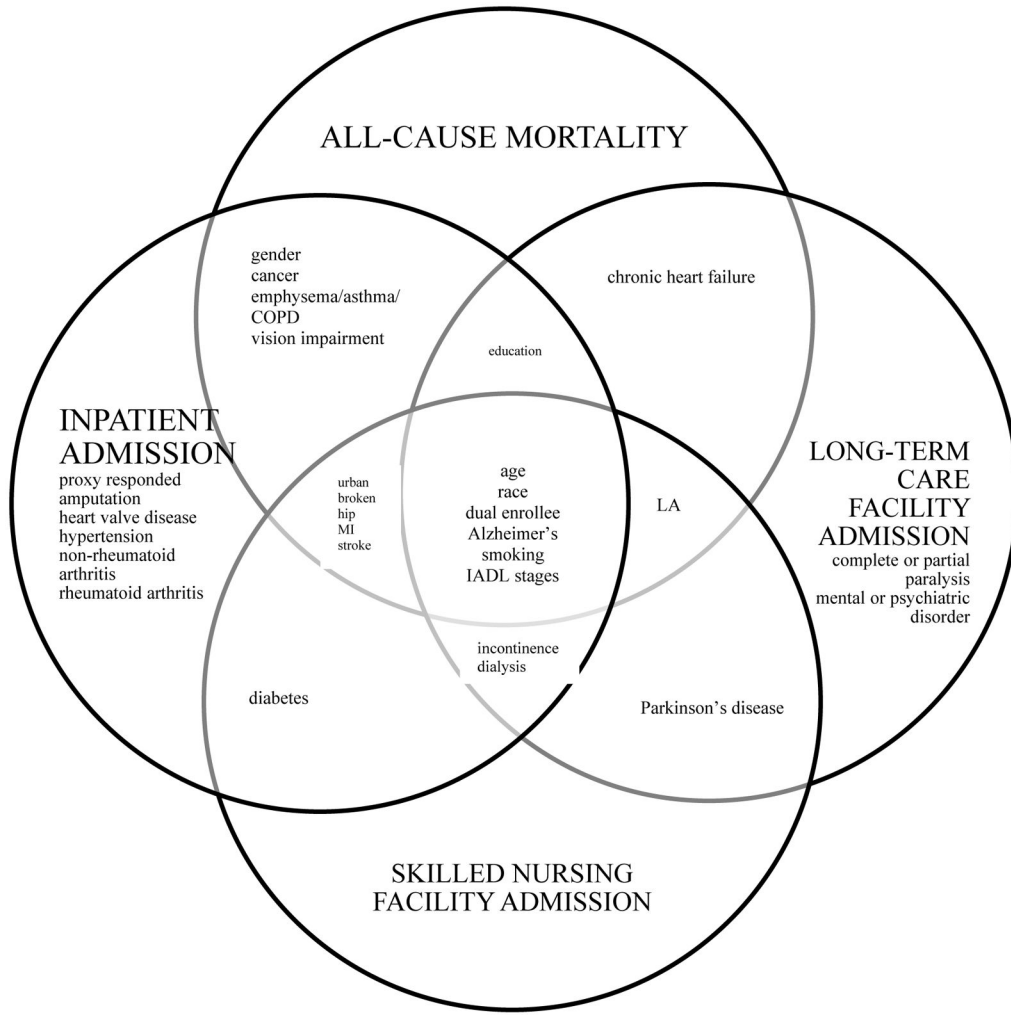 ALL-CAUSE MORTALITY
gender
cancer
emphysema/asthma/
COPD
vision impairment
chronic heart failure
education
INPATIENT
ADMISSION
proxy responded
amputation
heart valve disease
hypertension
non-rheumatoid
arthritis
rheumatoid arthritis
urban
broken
hip
MI
stroke
age
race
dual enrollee
Alzheimer’s
smoking
IADL stages
LA
LONG-TERM
CARE
FACILITY
ADMISSION
complete or partial
paralysis
mental or psychiatric
disorder
incontinence
dialysis
diabetes
Parkinson’s disease
SKILLED NURSING
FACILITY ADMISSION